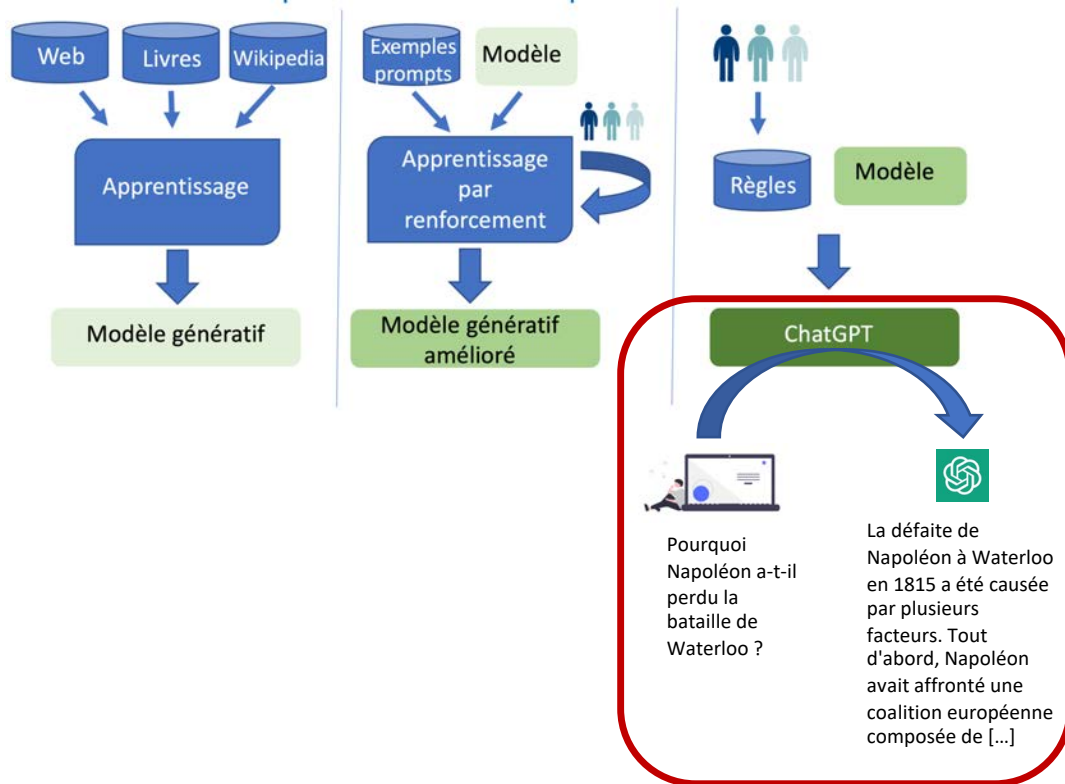 Web
Livres
Wikipedia
Apprentissage
Modèle génératif
Exemples
prompts
Modèle
Apprentissage
par
renforcement
Modèle génératif
amélioré
Règles
Modèle
ChatGPT
Pourquoi
Napoléon a-t-il
perdu la
bataille de
Waterloo ?
La défaite de
Napoléon à Waterloo
en 1815 a été causée
par plusieurs
facteurs. Tout
d'abord, Napoléon
avait affronté une
coalition européenne
composée de [...]